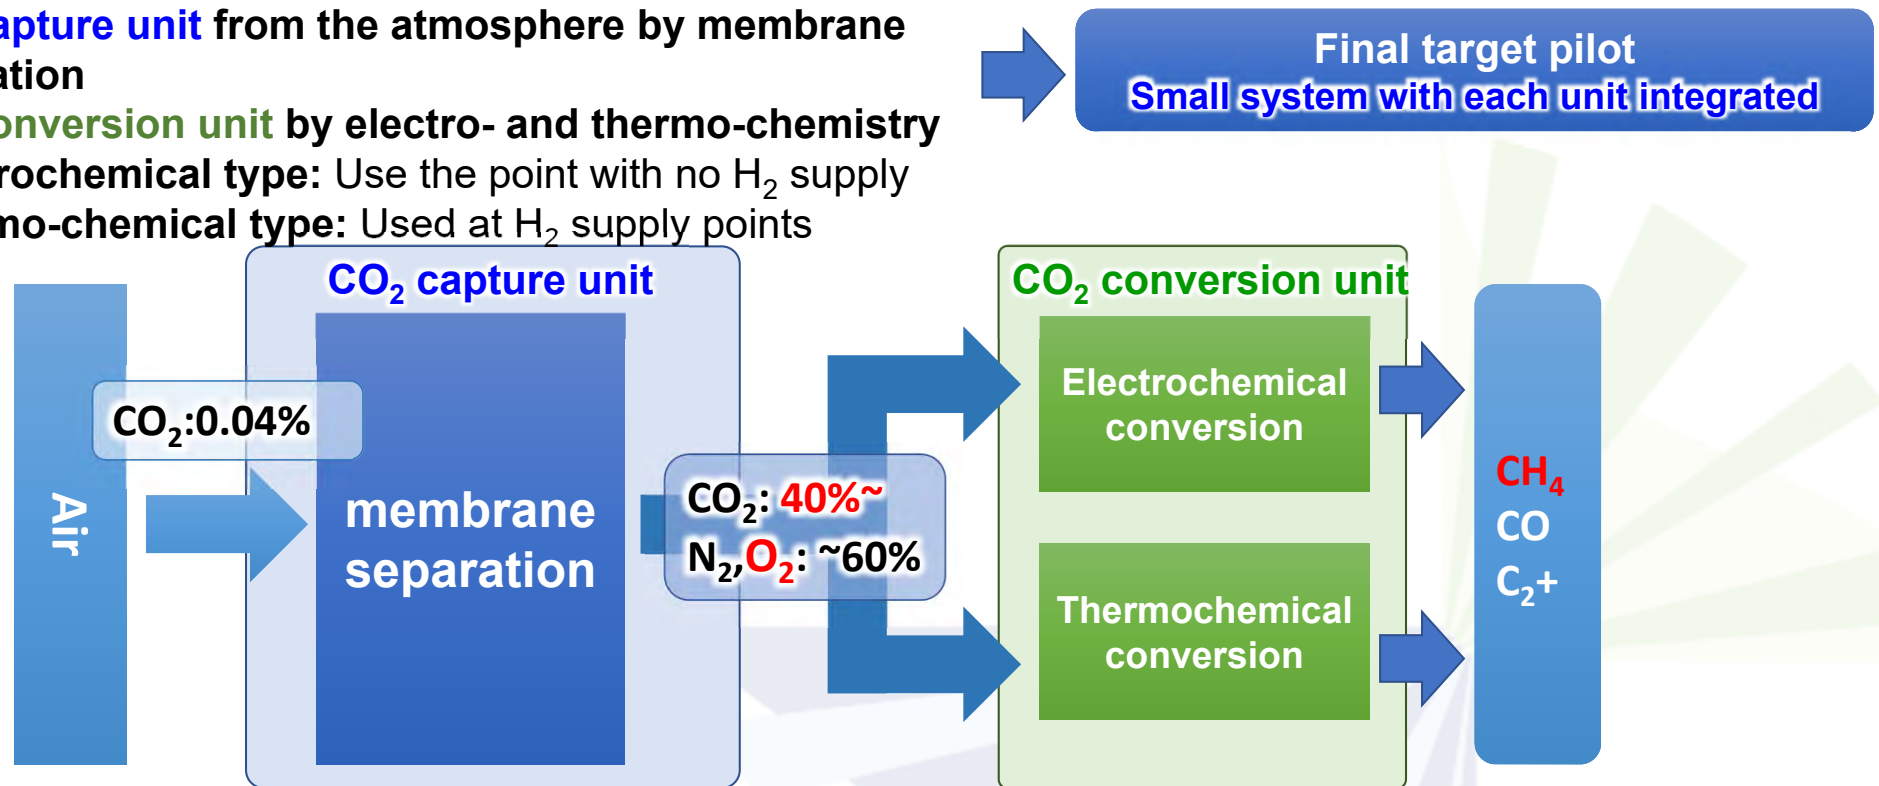 apture unit from the atmosphere by membrane
ation
onversion unit by electro- and thermo-chemistry
rochemical type: Use the point with no H₂ supply
mo-chemical type: Used at H₂ supply points
Final target pilot
Small system with each unit integrated
Air
CO₂:0.04%
CO₂ capture unit
membrane
separation
CO₂: 40%~
N₂,O₂: ~60%
CO₂ conversion unit
Electrochemical
conversion
Thermochemical
conversion
CH₄
CO
C₂+